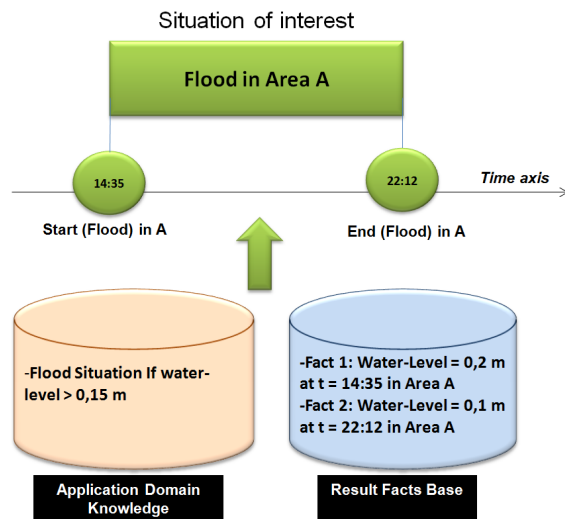 Situation of interest
Flood in Area A
14:35
22:12
Time axis
Start (Flood) in A
End (Flood) in A
-Flood Situation If water-
level > 0,15 m
-Fact 1: Water-Level = 0,2 m
at t = 14:35 in Area A
-Fact 2: Water-Level = 0,1 m
at t = 22:12 in Area A
Application Domain
Knowledge
Result Facts Base